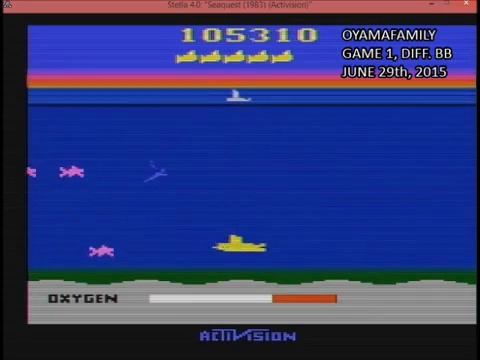 Stella 4.0: "Seaquest (1983) (Activision)"
105310
OYAMAFAMILY
GAME 1, DIFF. BB
JUNE 29th, 2015
OXYGEN
ACTIVISION